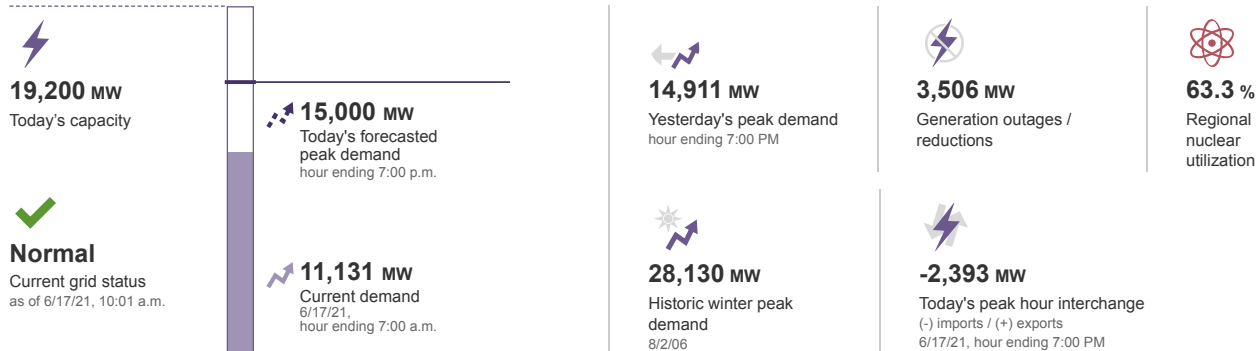 19,200 MW
Today's capacity
Normal
Current grid status
as of 6/17/21, 10:01 a.m.
15,000 MW
Today's forecasted
peak demand
hour ending 7:00 p.m.
11,131 MW
Current demand
6/17/21,
hour ending 7:00 a.m.
14,911 MW
Yesterday's peak demand
hour ending 7:00 PM
3,506 MW
Generation outages /
reductions
63.3 %
Regional
nuclear
utilization
28,130 MW
Historic winter peak
demand
8/2/06
-2,393 MW
Today's peak hour interchange
(-) imports / (+) exports
6/17/21, hour ending 7:00 PM